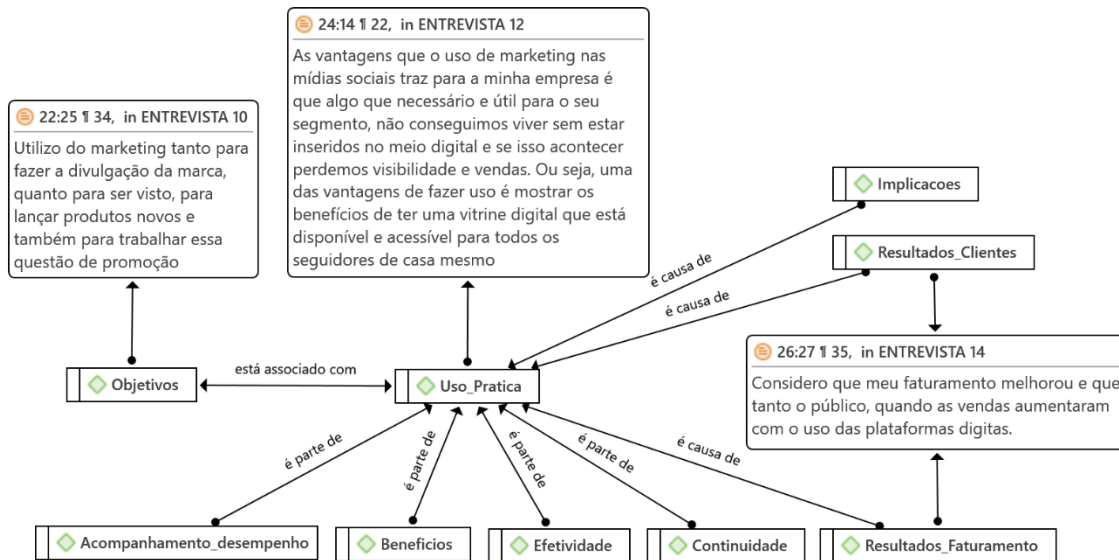 24:14 ¶ 22, in ENTREVISTA 12
As vantagens que o uso de marketing nas
mídias sociais traz para a minha empresa é
que algo que necessário e útil para o seu
segmento, não conseguimos viver sem estar
inseridos no meio digital e se isso acontecer
perdemos visibilidade e vendas. Ou seja, uma
das vantagens de fazer uso é mostrar os
benefícios de ter uma vitrine digital que está
disponível e acessível para todos os
seguidores de casa mesmo
22:25 ¶ 34, in ENTREVISTA 10
Utilizo do marketing tanto para
fazer a divulgação da marca,
quanto para ser visto, para
lançar produtos novos e
também para trabalhar essa
questão de promoção
Implicacoes
Resultados_Clientes
é causa de
é causa de
26:27 ¶ 35, in ENTREVISTA 14
Considero que meu faturamento melhorou e que
tanto o público, quando as vendas aumentaram
com o uso das plataformas digitas.
Objetivos
está associado com
Uso_Pratica
é parte de
é parte de
é parte de
é parte de
é causa de
Acompanhamento_desempenho
Beneficios
Efetividade
Continuidade
Resultados_Faturamento